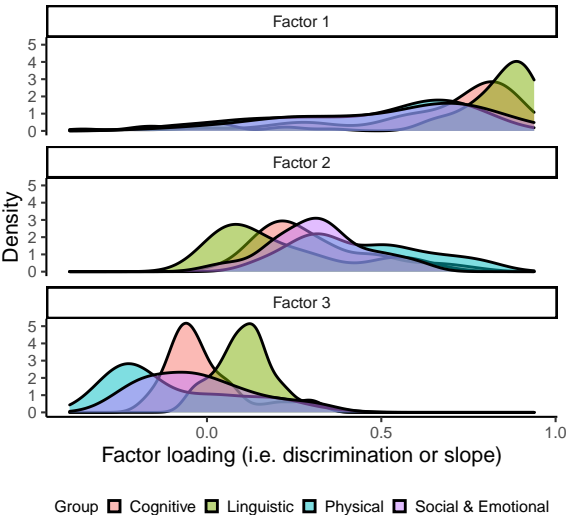 Factor 1
5
4
3
2
1
0
Factor 2
5
4
3
2
1
0
Factor 3
5
4
3
2
1
0
Density
0.0 0.5 1.0
Factor loading (i.e. discrimination or slope)
Group Cognitive Linguistic Physical Social & Emotional